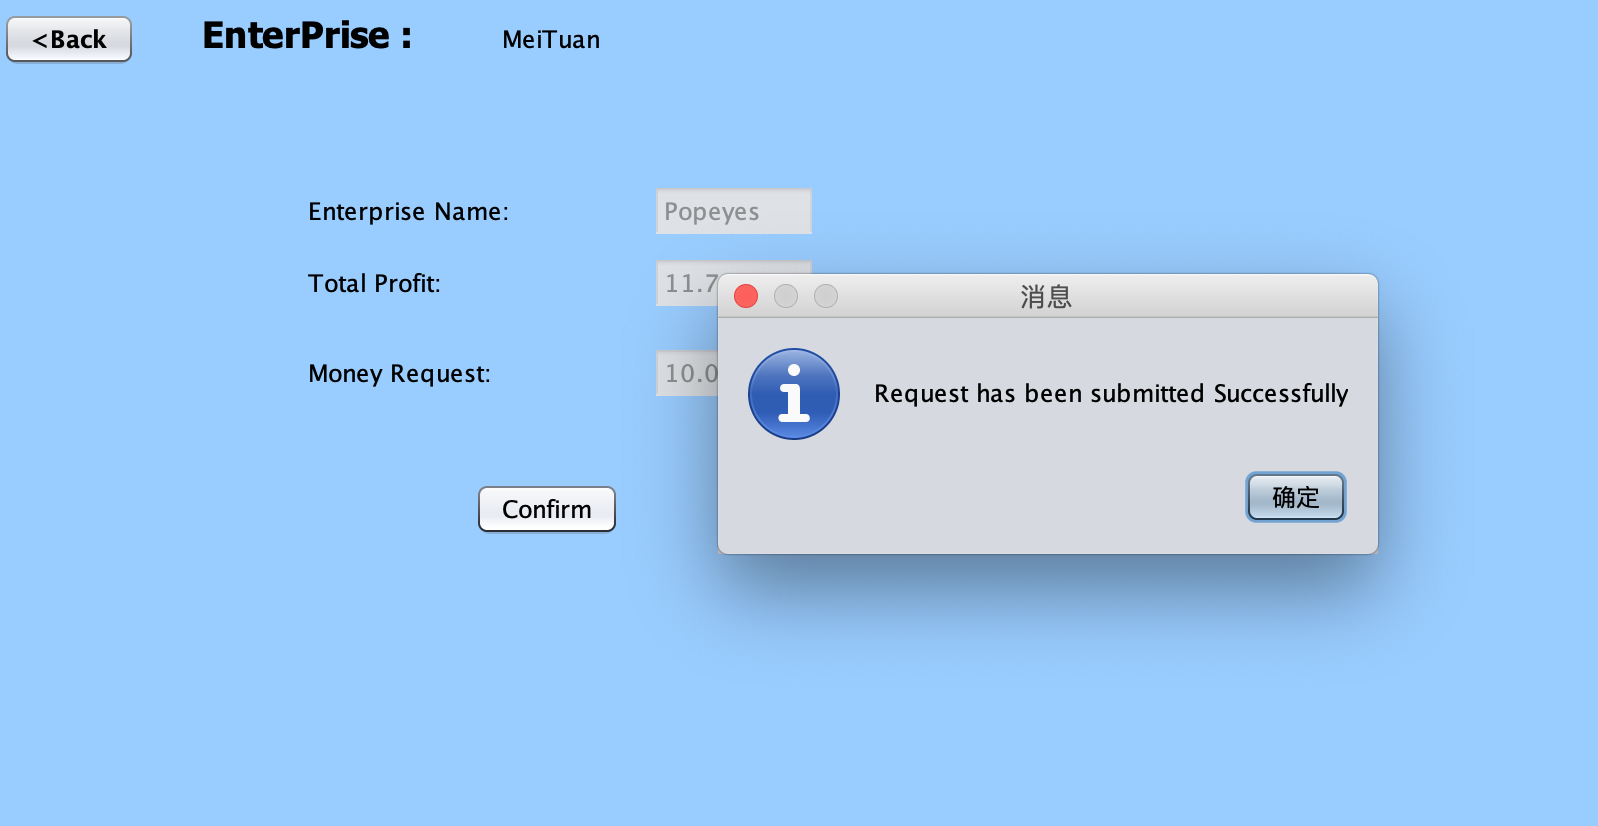 <Back
EnterPrise :
MeiTuan
Enterprise Name:
Popeyes
Total Profit:
11.7
Money Request:
10.0
Confirm
消息
Request has been submitted Successfully
确定